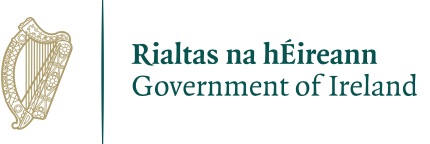 Rialtas na hÉireann
Government of Ireland